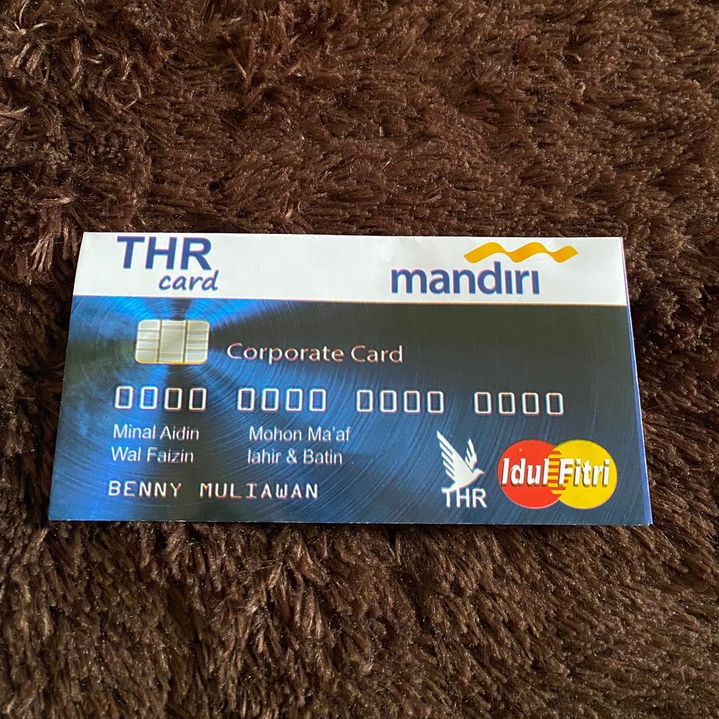 THR
card
mandiri
Corporate Card
0000 0000 0000 0000
Minal Aidin
Wal Faizin
Mohon Ma'af
lahir & Batin
BENNY MULIAWAN
THR
Idul Fitri